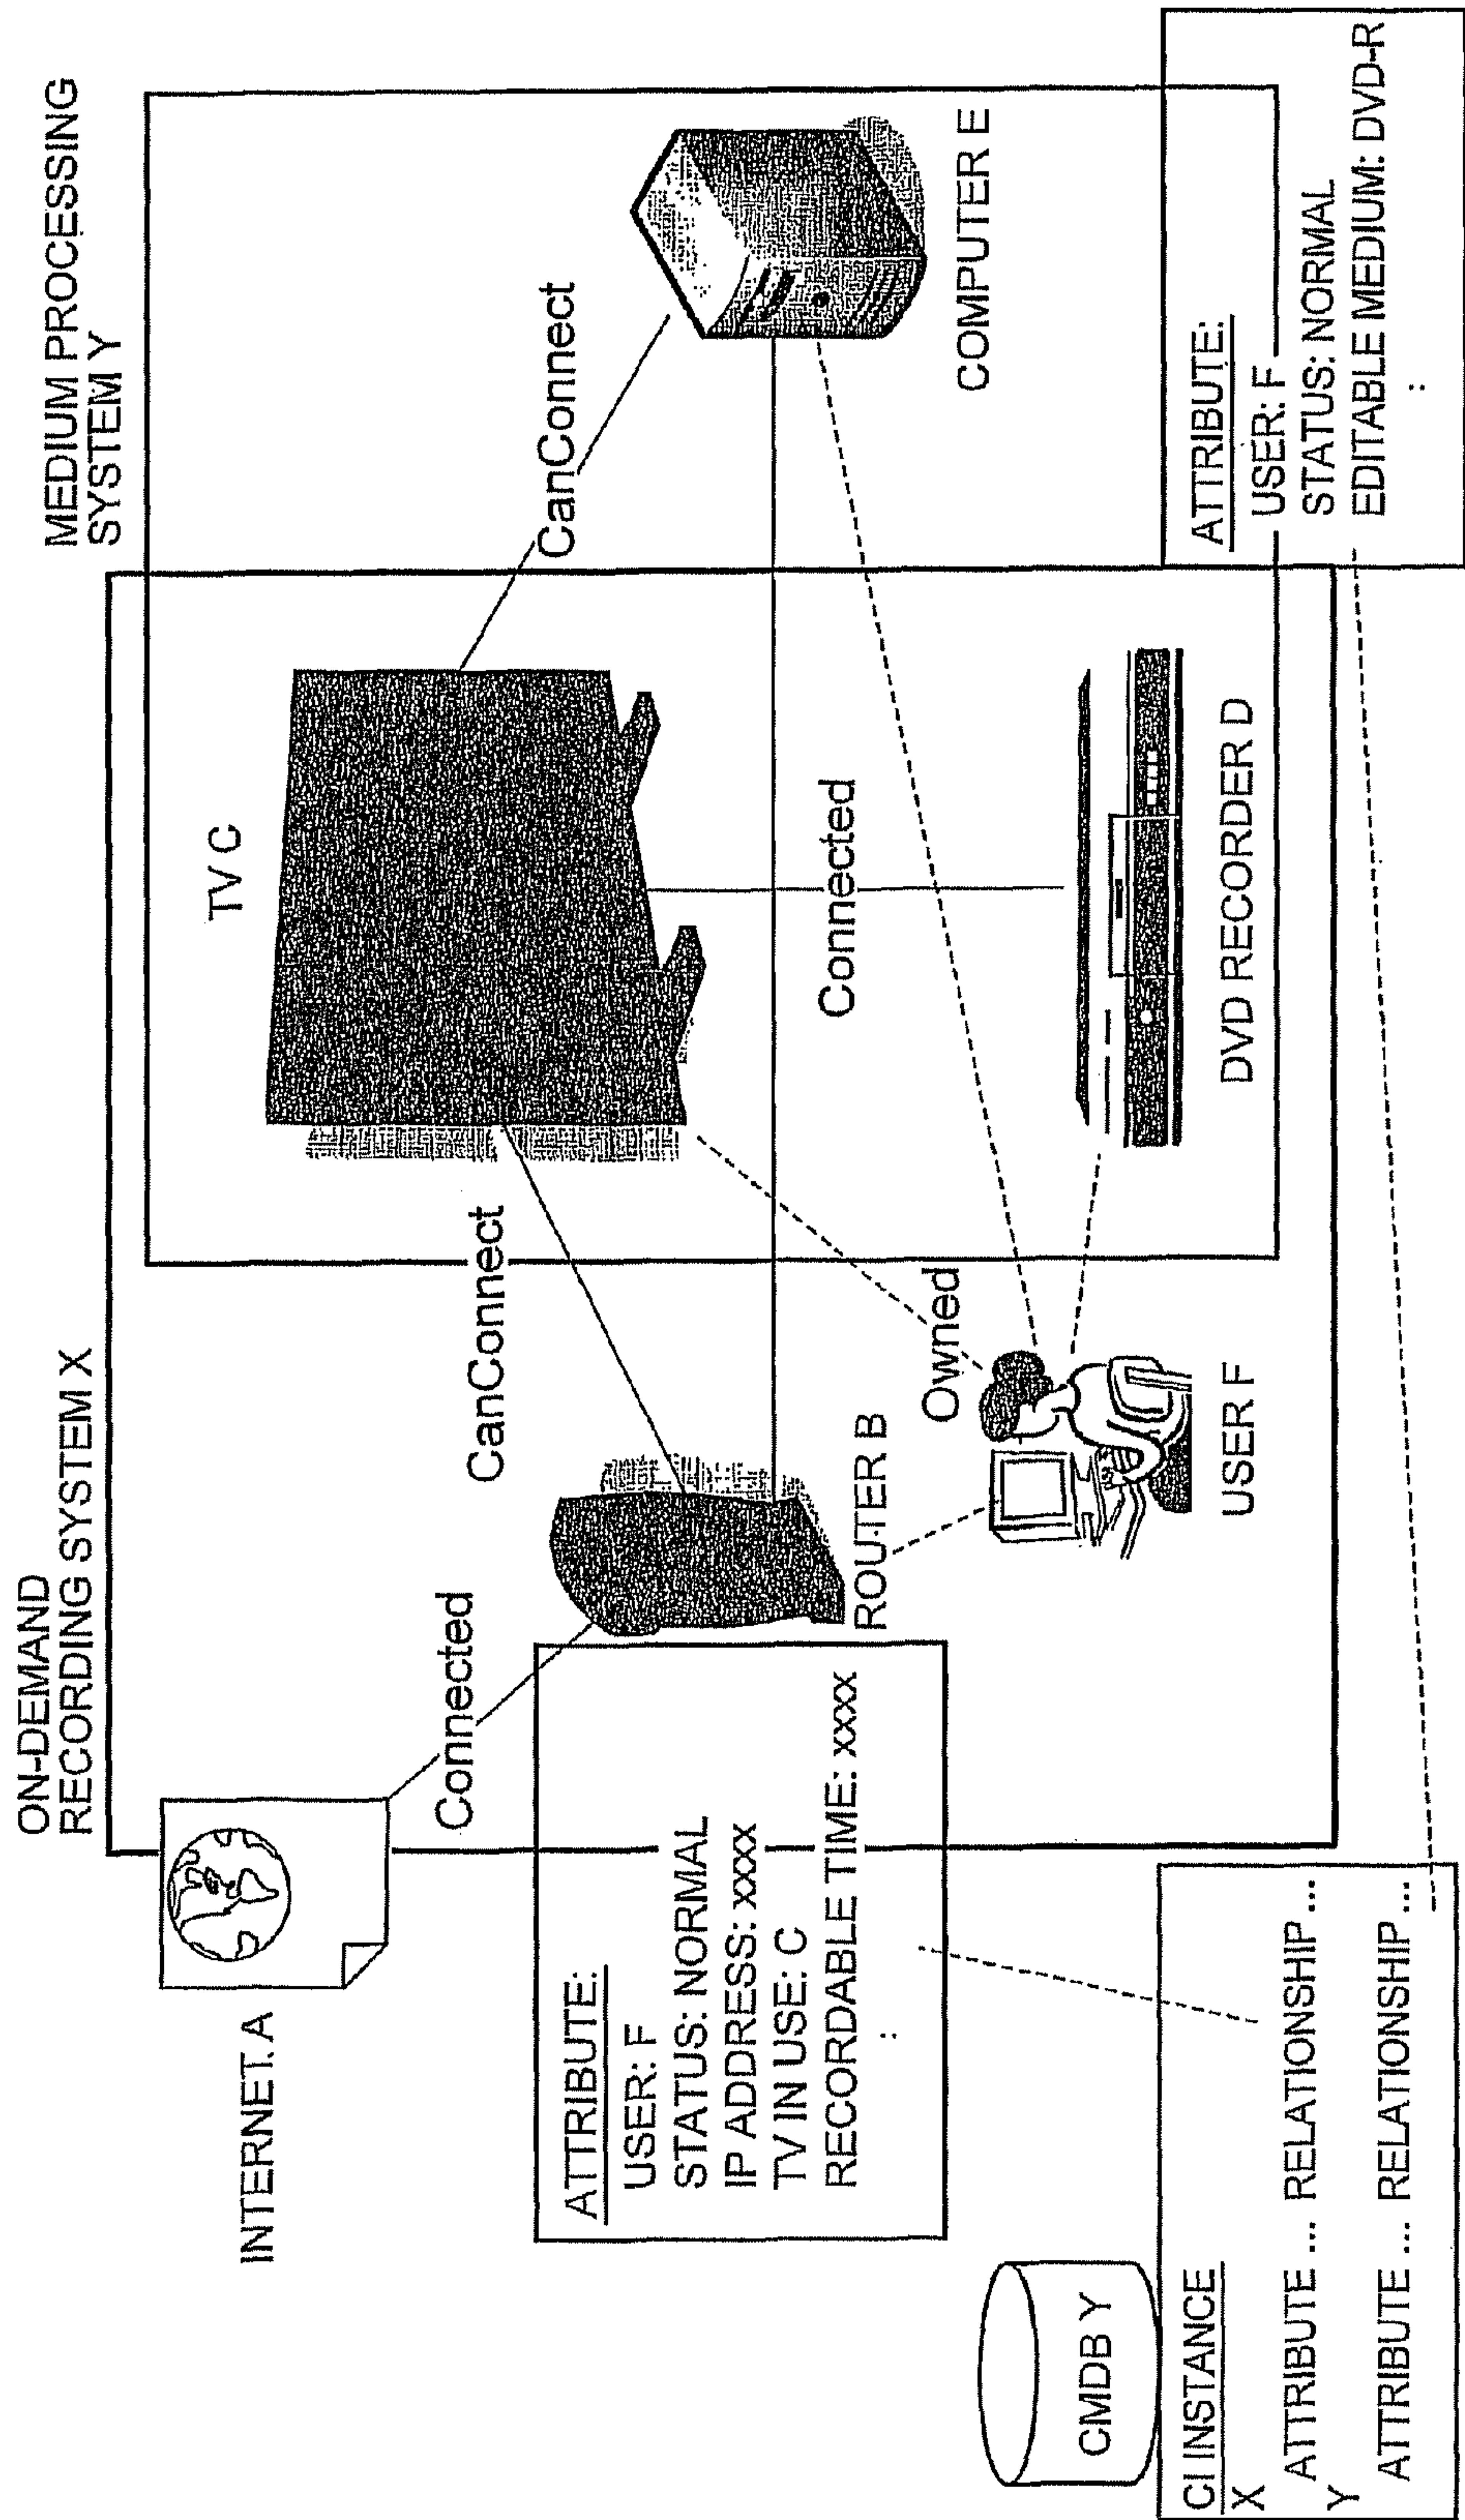 ON-DEMAND
RECORDING SYSTEM X
MEDIUM PROCESSING
SYSTEM Y
INTERNET A
Connected
CanConnect
TV C
CanConnect
COMPUTER E
ROUTER B
Owned
Connected
USER F
DVD RECORDER D
ATTRIBUTE:
USER: F
STATUS: NORMAL
IP ADDRESS: xxxx
TV IN USE: C
RECORDABLE TIME: xxxx
:
ATTRIBUTE:
USER: F
STATUS: NORMAL
EDITABLE MEDIUM: DVD-R
:
CMDB Y
CI INSTANCE
X
ATTRIBUTE ... RELATIONSHIP ...
Y
ATTRIBUTE ... RELATIONSHIP ...